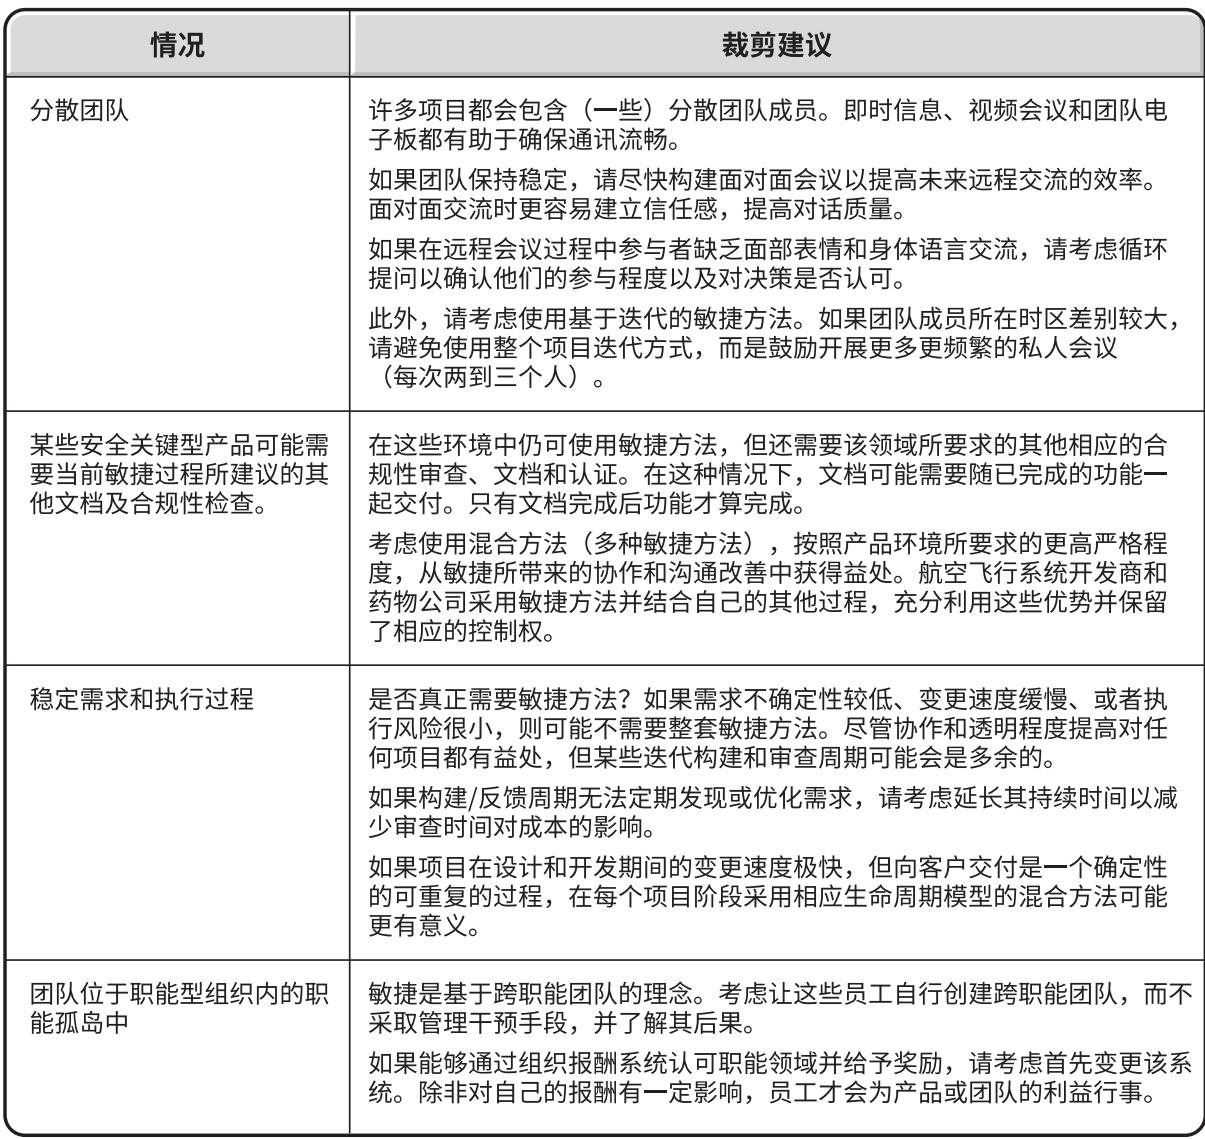 情况
裁剪建议
分散团队
许多项目都会包含（一些）分散团队成员。即时信息、视频会议和团队电
子板都有助于确保通讯流畅。
如果团队保持稳定，请尽快构建面对面会议以提高未来远程交流的效率。
面对面交流时更容易建立信任感，提高对话质量。
如果在远程会议过程中参与者缺乏面部表情和身体语言交流，请考虑循环
提问以确认他们的参与程度以及对决策是否认可。
此外，请考虑使用基于迭代的敏捷方法。如果团队成员所在时区差别较大，
请避免使用整个项目迭代方式，而是鼓励开展更多更频繁的私人会议
（每次两到三个人）。
某些安全关键型产品可能需
要当前敏捷过程所建议的其
他文档及合规性检查。
在这些环境中仍可使用敏捷方法，但还需要该领域所要求的其他相应的合
规性审查、文档和认证。在这种情况下，文档可能需要随已完成的功能一
起交付。只有文档完成后功能才算完成。
考虑使用混合方法（多种敏捷方法），按照产品环境所要求的更高严格程
度，从敏捷所带来的协作和沟通改善中获得益处。航空飞行系统开发商和
药物公司采用敏捷方法并结合自己的其他过程，充分利用这些优势并保留
了相应的控制权。
稳定需求和执行过程
是否真正需要敏捷方法？如果需求不确定性较低、变更速度缓慢、或者执
行风险很小，则可能不需要整套敏捷方法。尽管协作和透明程度提高对任
何项目都有益处，但某些迭代构建和审查周期可能会是多余的。
如果构建/反馈周期无法定期发现或优化需求，请考虑延长其持续时间以减
少审查时间对成本的影响。
如果项目在设计和开发期间的变更速度极快，但向客户交付是一个确定性
的可重复的过程，在每个项目阶段采用相应生命周期模型的混合方法可能
更有意义。
团队位于职能型组织内的职
能孤岛中
敏捷是基于跨职能团队的理念。考虑让这些员工自行创建跨职能团队，而不
采取管理干预手段，并了解其后果。
如果能够通过组织报酬系统认可职能领域并给予奖励，请考虑首先变更该系
统。除非对自己的报酬有一定影响，员工才会为产品或团队的利益行事。